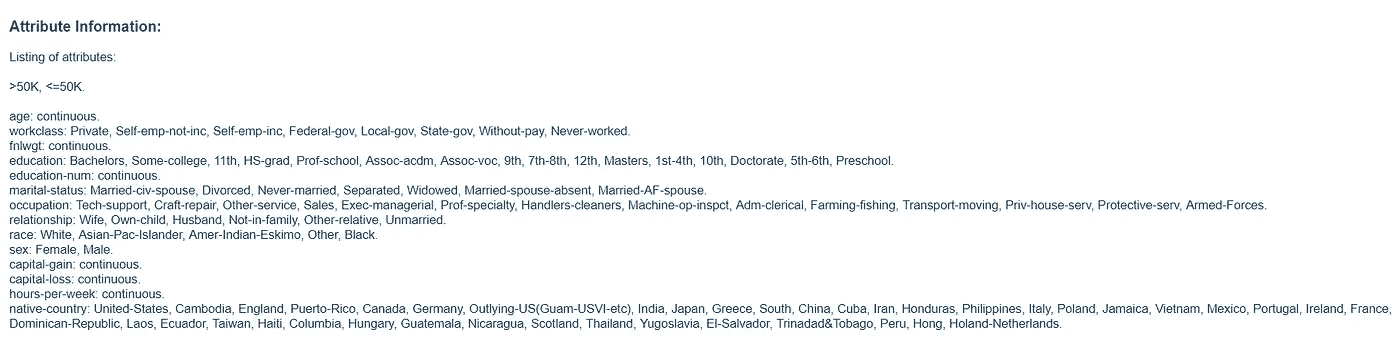 Attribute Information:
Listing of attributes:
>50K, <=50K.
age: continuous.
workclass: Private, Self-emp-not-inc, Self-emp-inc, Federal-gov, Local-gov, State-gov, Without-pay, Never-worked.
fnlwgt: continuous.
education: Bachelors, Some-college, 11th, HS-grad, Prof-school, Assoc-acdm, Assoc-voc, 9th, 7th-8th, 12th, Masters, 1st-4th, 10th, Doctorate, 5th-6th, Preschool.
education-num: continuous.
marital-status: Married-civ-spouse, Divorced, Never-married, Separated, Widowed, Married-spouse-absent, Married-AF-spouse.
occupation: Tech-support, Craft-repair, Other-service, Sales, Exec-managerial, Prof-specialty, Handlers-cleaners, Machine-op-inspct, Adm-clerical, Farming-fishing, Transport-moving, Priv-house-serv, Protective-serv, Armed-Forces.
relationship: Wife, Own-child, Husband, Not-in-family, Other-relative, Unmarried.
race: White, Asian-Pac-Islander, Amer-Indian-Eskimo, Other, Black.
sex: Female, Male.
capital-gain: continuous.
capital-loss: continuous.
hours-per-week: continuous.
native-country: United-States, Cambodia, England, Puerto-Rico, Canada, Germany, Outlying-US(Guam-USVI-etc), India, Japan, Greece, South, China, Cuba, Iran, Honduras, Philippines, Italy, Poland, Jamaica, Vietnam, Mexico, Portugal, Ireland, France,
Dominican-Republic, Laos, Ecuador, Taiwan, Haiti, Columbia, Hungary, Guatemala, Nicaragua, Scotland, Thailand, Yugoslavia, El-Salvador, Trinadad&Tobago, Peru, Hong, Holand-Netherlands.